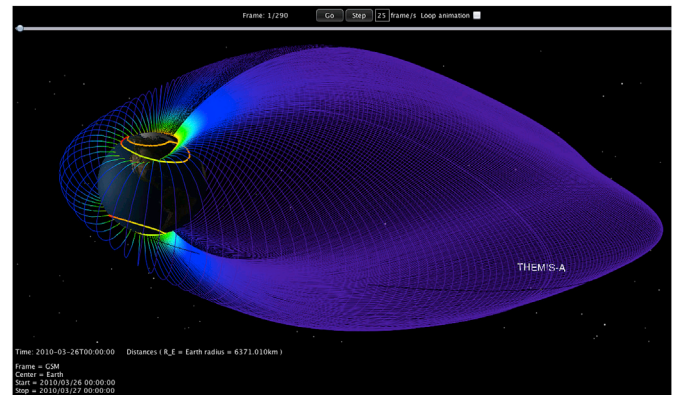 Frame: 1/290 Go Step 25 frame/s Loop animation
THEMIS-A
Time: 2010-03-26T00:00:00 Distances ( R_E = Earth radius = 6371.010km )
Frame = GSM
Center = Earth
Start = 2010/03/26 00:00:00
Stop = 2010/03/27 00:00:00